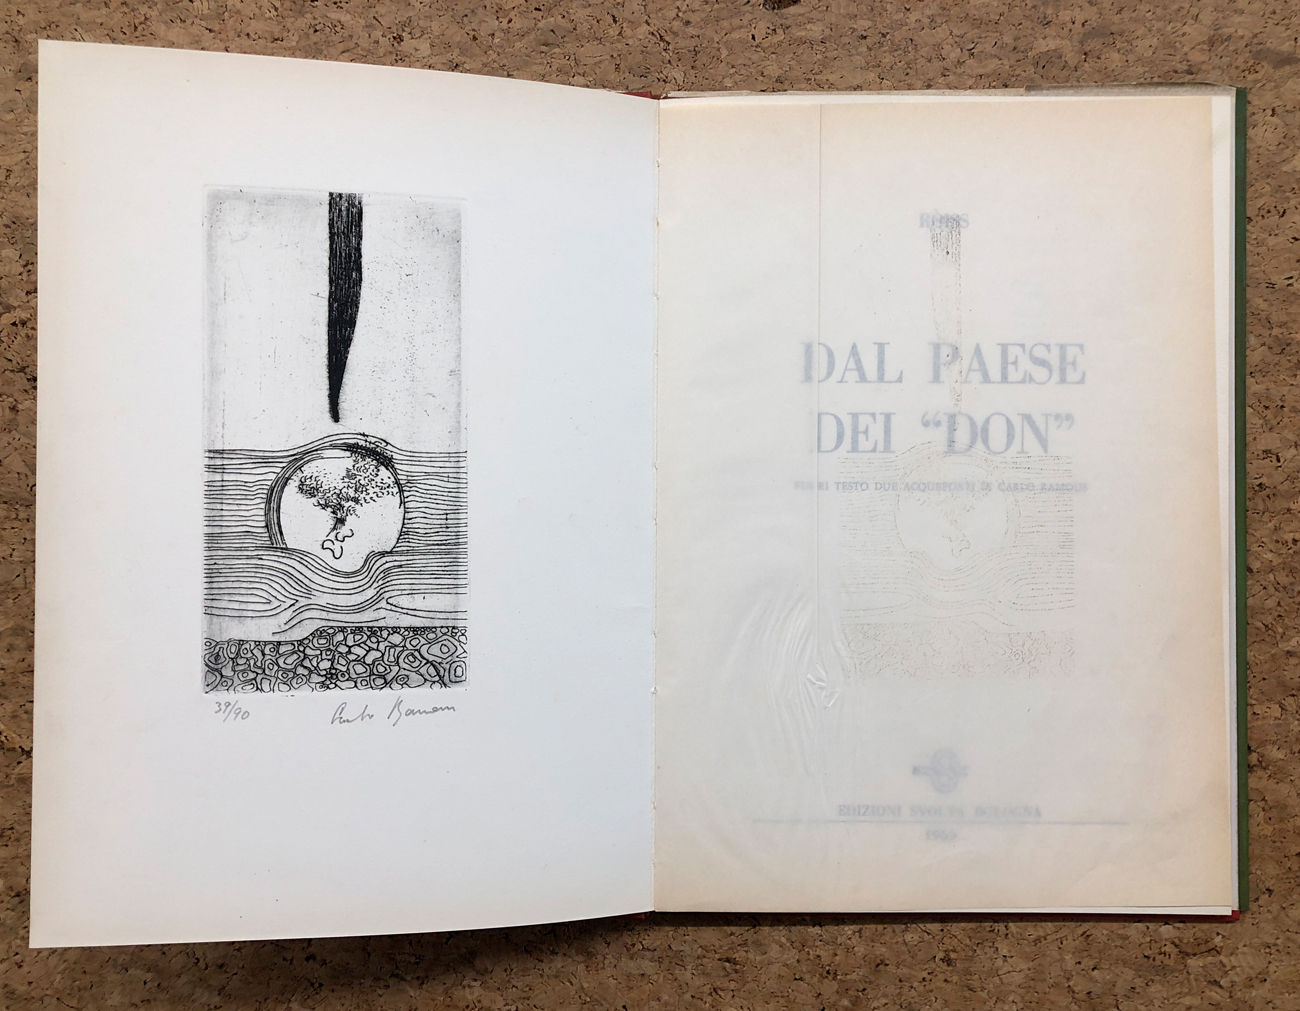 39/90
DAL PAESE
DEI “DON”
FUORI TESTO DUE ACQUEFORTI DI CARLO RAMOUS
EDIZIONI SVOLTA BOLOGNA